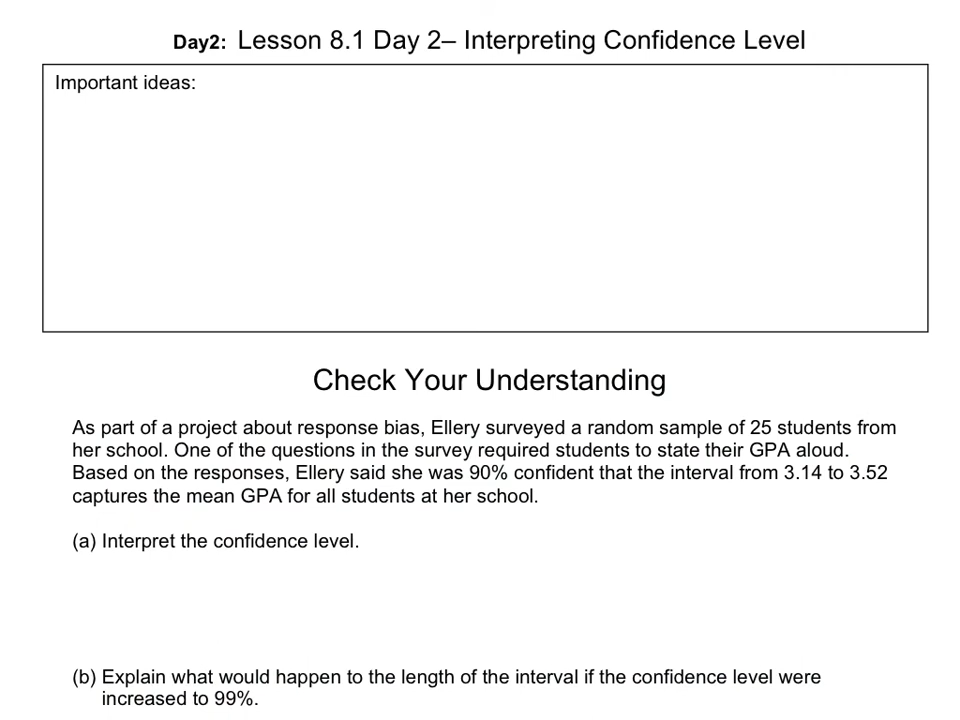 Day2: Lesson 8.1 Day 2– Interpreting Confidence Level
Important ideas:
Check Your Understanding
As part of a project about response bias, Ellery surveyed a random sample of 25 students from
her school. One of the questions in the survey required students to state their GPA aloud.
Based on the responses, Ellery said she was 90% confident that the interval from 3.14 to 3.52
captures the mean GPA for all students at her school.
(a) Interpret the confidence level.
(b) Explain what would happen to the length of the interval if the confidence level were
increased to 99%.